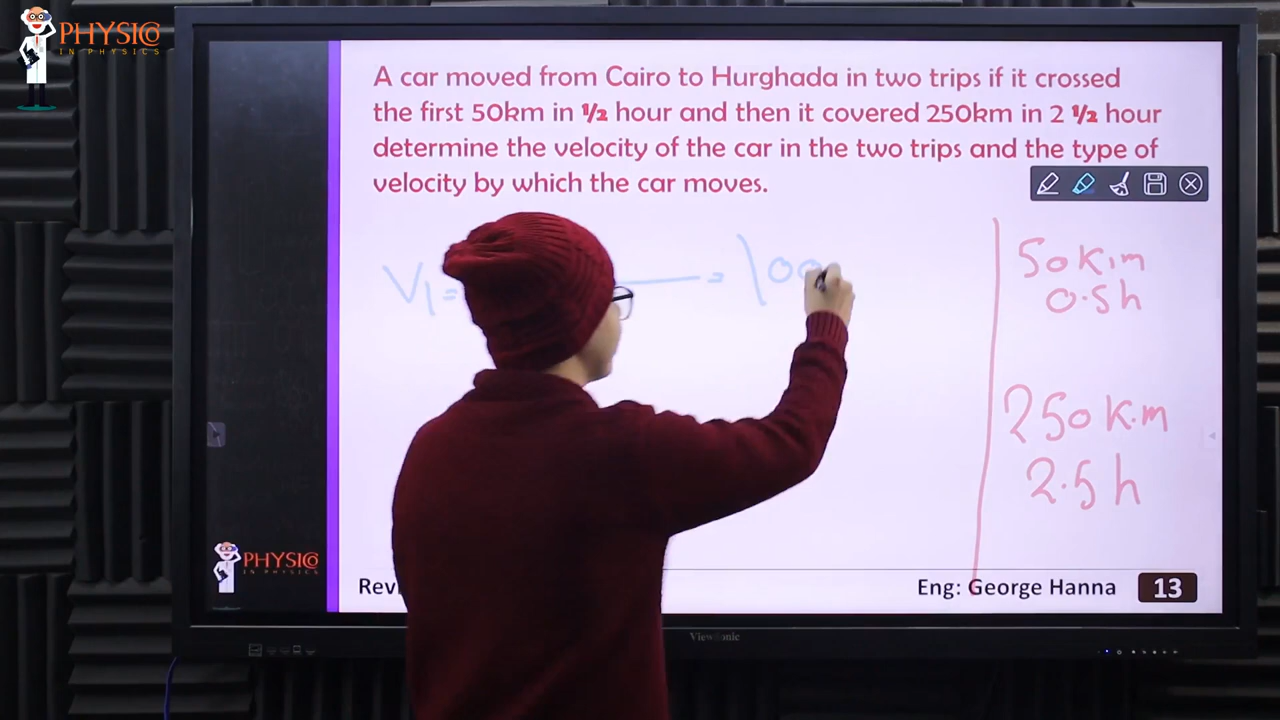 PHYSICO
IN PHYSICS
A car moved from Cairo to Hurghada in two trips if it crossed
the first 50km in ½ hour and then it covered 250km in 2 ½ hour
determine the velocity of the car in the two trips and the type of
velocity by which the car moves.
V1 =
= 100
50 K.m
0.5 h
250 K.m
2.5 h
PHYSICO
IN PHYSICS
Eng: George Hanna
13
ViewSonic